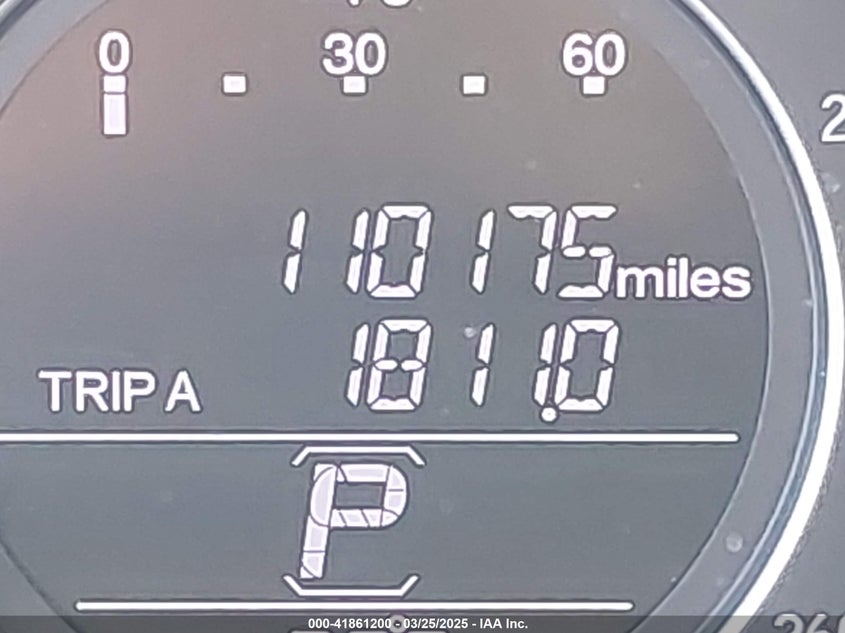 0 30 60
110175 miles
TRIP A 1811.0
P
000-41861200 - 03/25/2025 - IAA Inc.